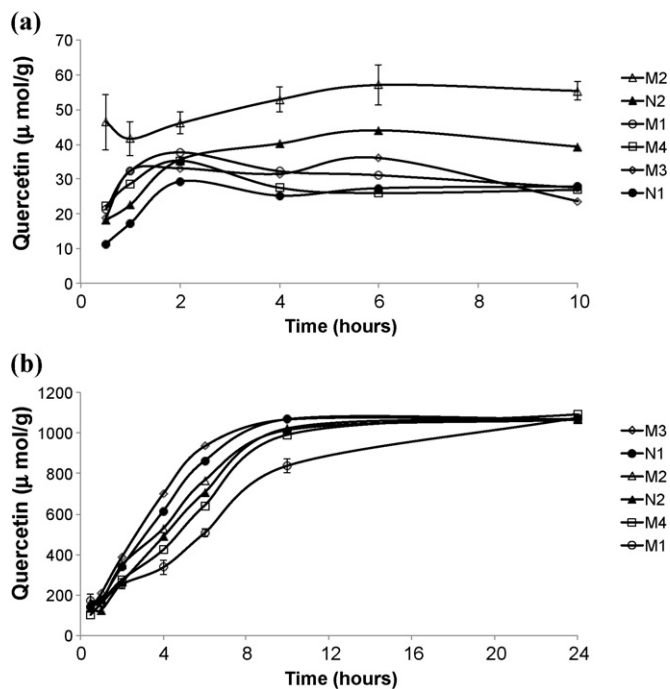 (a)
Quercetin (μ mol/g)
70
60
50
40
30
20
10
0
0 2 4 6 8 10
Time (hours)
M2
N2
M1
M4
M3
N1
(b)
Quercetin (μ mol/g)
1200
1000
800
600
400
200
0
0 4 8 12 16 20 24
Time (hours)
M3
N1
M2
N2
M4
M1